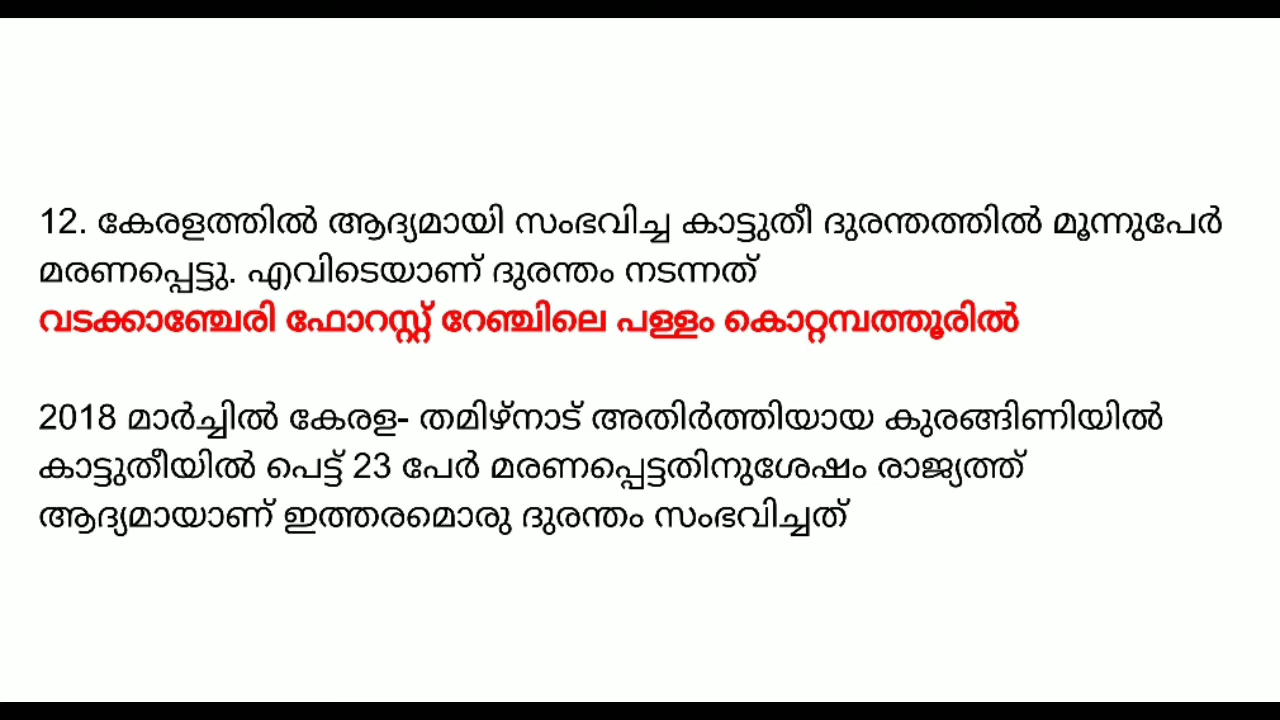 12. കേരളത്തിൽ ആദ്യമായി സംഭവിച്ച കാട്ടുതീ ദുരന്തത്തിൽ മൂന്നുപേർ
മരണപ്പെട്ടു. എവിടെയാണ് ദുരന്തം നടന്നത്
വടക്കാഞ്ചേരി ഫോറസ്റ്റ് റേഞ്ചിലെ പള്ളം കൊറ്റമ്പത്തൂരിൽ
2018 മാർച്ചിൽ കേരള- തമിഴ്നാട് അതിർത്തിയായ കുരങ്ങിണിയിൽ
കാട്ടുതീയിൽ പെട്ട് 23 പേർ മരണപ്പെട്ടതിനുശേഷം രാജ്യത്ത്
ആദ്യമായാണ് ഇത്തരമൊരു ദുരന്തം സംഭവിച്ചത്